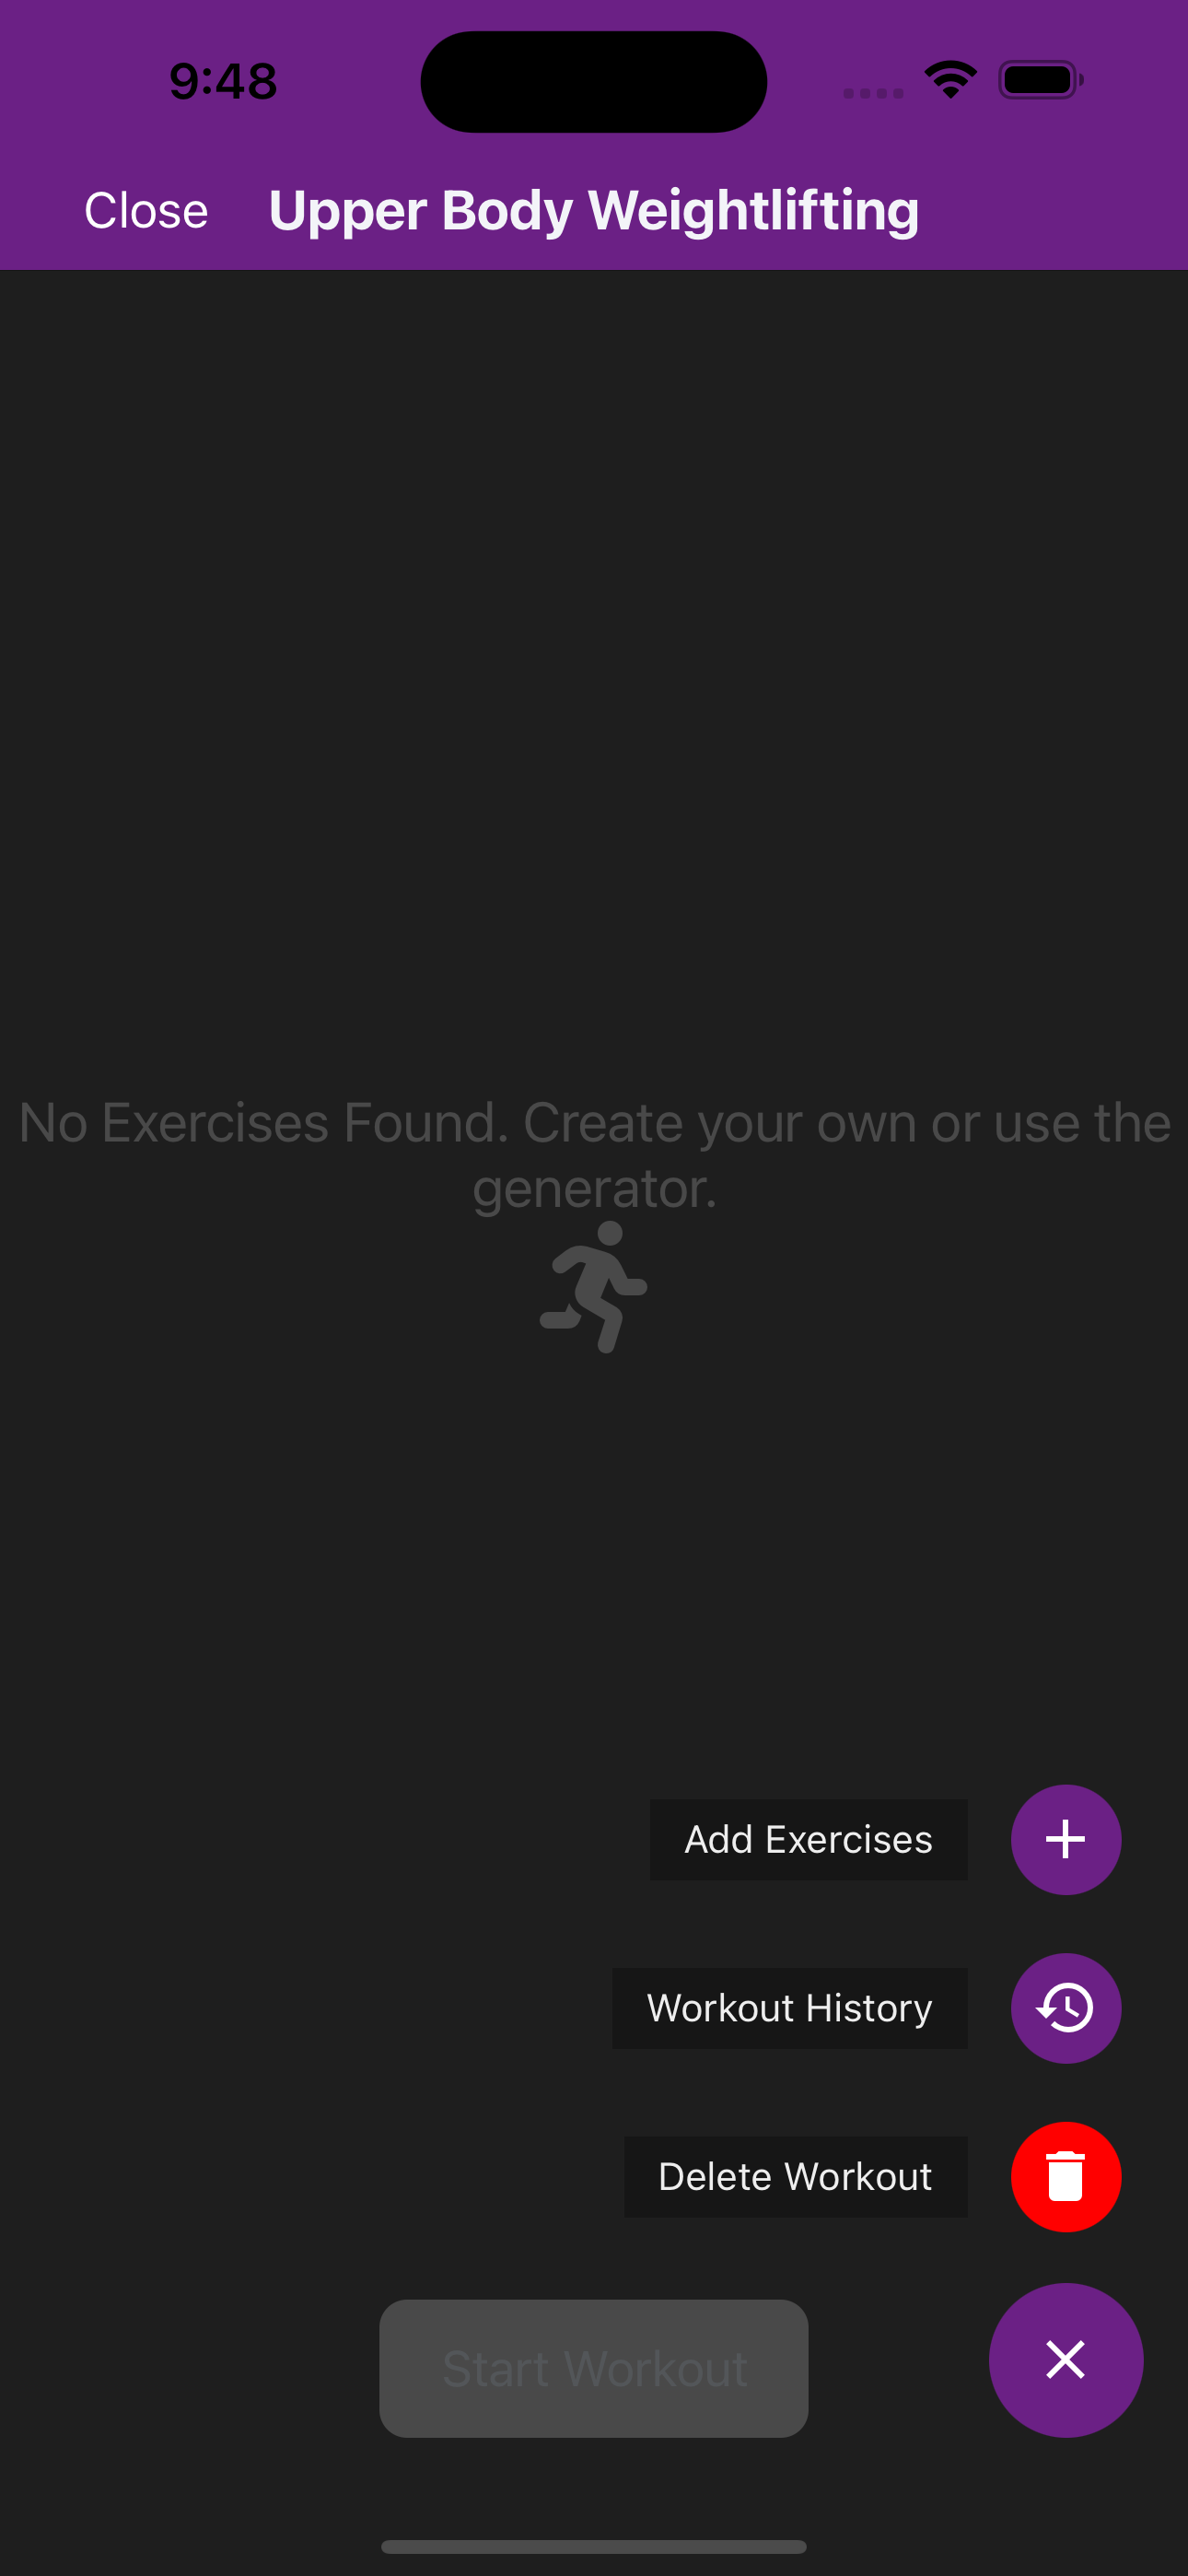 9:48
Close
Upper Body Weightlifting
No Exercises Found. Create your own or use the
generator.
Add Exercises
Workout History
Delete Workout
Start Workout